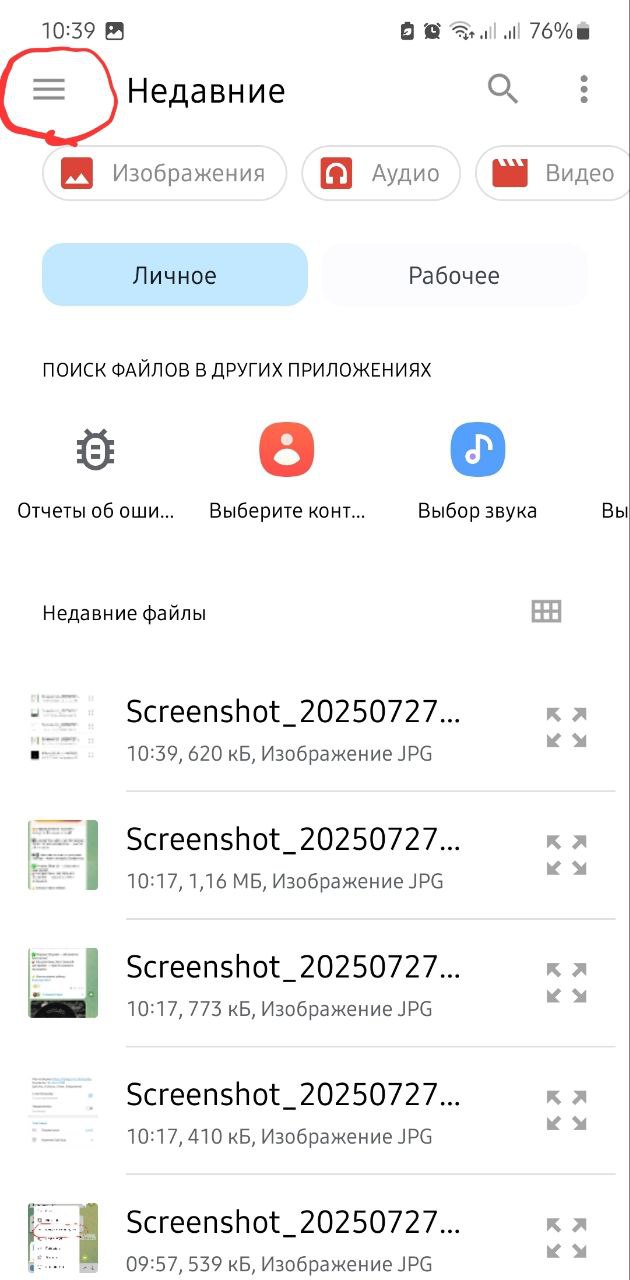 10:39 76%
Недавние
Изображения Аудио Видео
Личное Рабочее
ПОИСК ФАЙЛОВ В ДРУГИХ ПРИЛОЖЕНИЯХ
Отчеты об оши... Выберите конт... Выбор звука Вы
Недавние файлы
Screenshot_20250727...
10:39, 620 кБ, Изображение JPG
Screenshot_20250727...
10:17, 1,16 МБ, Изображение JPG
Screenshot_20250727...
10:17, 773 кБ, Изображение JPG
Screenshot_20250727...
10:17, 410 кБ, Изображение JPG
Screenshot_20250727...
09:57, 539 кБ, Изображение JPG